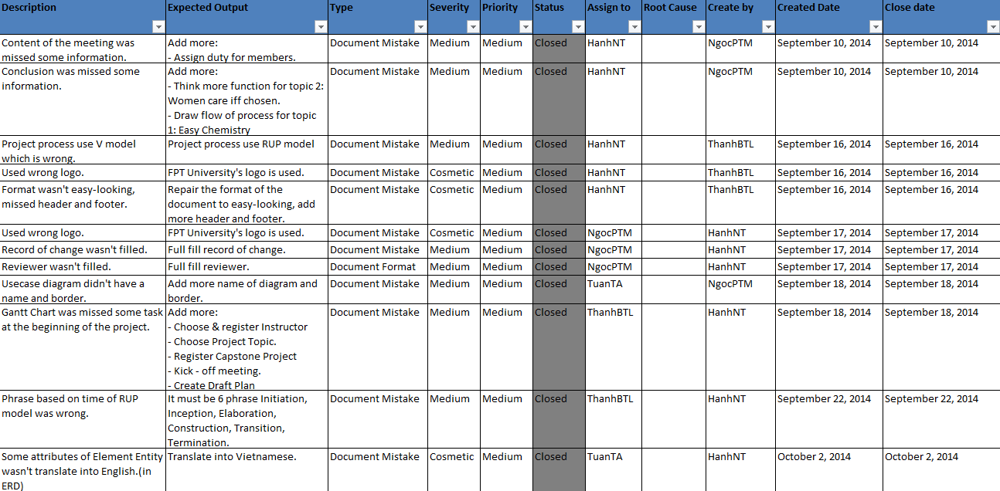 Description Expected Output Type Severity Priority Status Assign to Root Cause Create by Created Date Close date
Content of the meeting was Add more: Document Mistake Medium Medium Closed HanhNT NgocPTM September 10, 2014 September 10, 2014
missed some information. - Assign duty for members.
Conclusion was missed some Add more: Document Mistake Medium Medium Closed HanhNT NgocPTM September 10, 2014 September 10, 2014
information. - Think more function for topic 2:
Women care iff chosen.
- Draw flow of process for topic
1: Easy Chemistry
Project process use V model Project process use RUP model Document Mistake Medium Medium Closed HanhNT ThanhBTL September 16, 2014 September 16, 2014
which is wrong.
Used wrong logo. FPT University's logo is used. Document Mistake Cosmetic Medium Closed HanhNT ThanhBTL September 16, 2014 September 16, 2014
Format wasn't easy-looking, Repair the format of the Document Mistake Cosmetic Medium Closed HanhNT ThanhBTL September 16, 2014 September 16, 2014
missed header and footer. document to easy-looking, add
more header and footer.
Used wrong logo. FPT University's logo is used. Document Mistake Cosmetic Medium Closed NgocPTM HanhNT September 17, 2014 September 17, 2014
Record of change wasn't filled. Full fill record of change. Document Mistake Medium Medium Closed NgocPTM HanhNT September 17, 2014 September 17, 2014
Reviewer wasn't filled. Full fill reviewer. Document Format Medium Medium Closed NgocPTM HanhNT September 17, 2014 September 17, 2014
Usecase diagram didn't have a Add more name of diagram and Document Mistake Medium Medium Closed TuanTA NgocPTM September 18, 2014 September 18, 2014
name and border. border.
Gantt Chart was missed some task Add more: Document Mistake Medium Medium Closed ThanhBTL HanhNT September 18, 2014 September 18, 2014
at the beginning of the project. - Choose & register Instructor
- Choose Project Topic.
- Register Capstone Project
- Kick - off meeting.
- Create Draft Plan
Phrase based on time of RUP It must be 6 phrase Initiation, Document Mistake Medium Medium Closed ThanhBTL HanhNT September 22, 2014 September 22, 2014
model was wrong. Inception, Elaboration,
Construction, Transition,
Termination.
Some attributes of Element Entity Translate into Vietnamese. Document Mistake Cosmetic Medium Closed TuanTA HanhNT October 2, 2014 October 2, 2014
wasn't translate into English.(in
ERD)